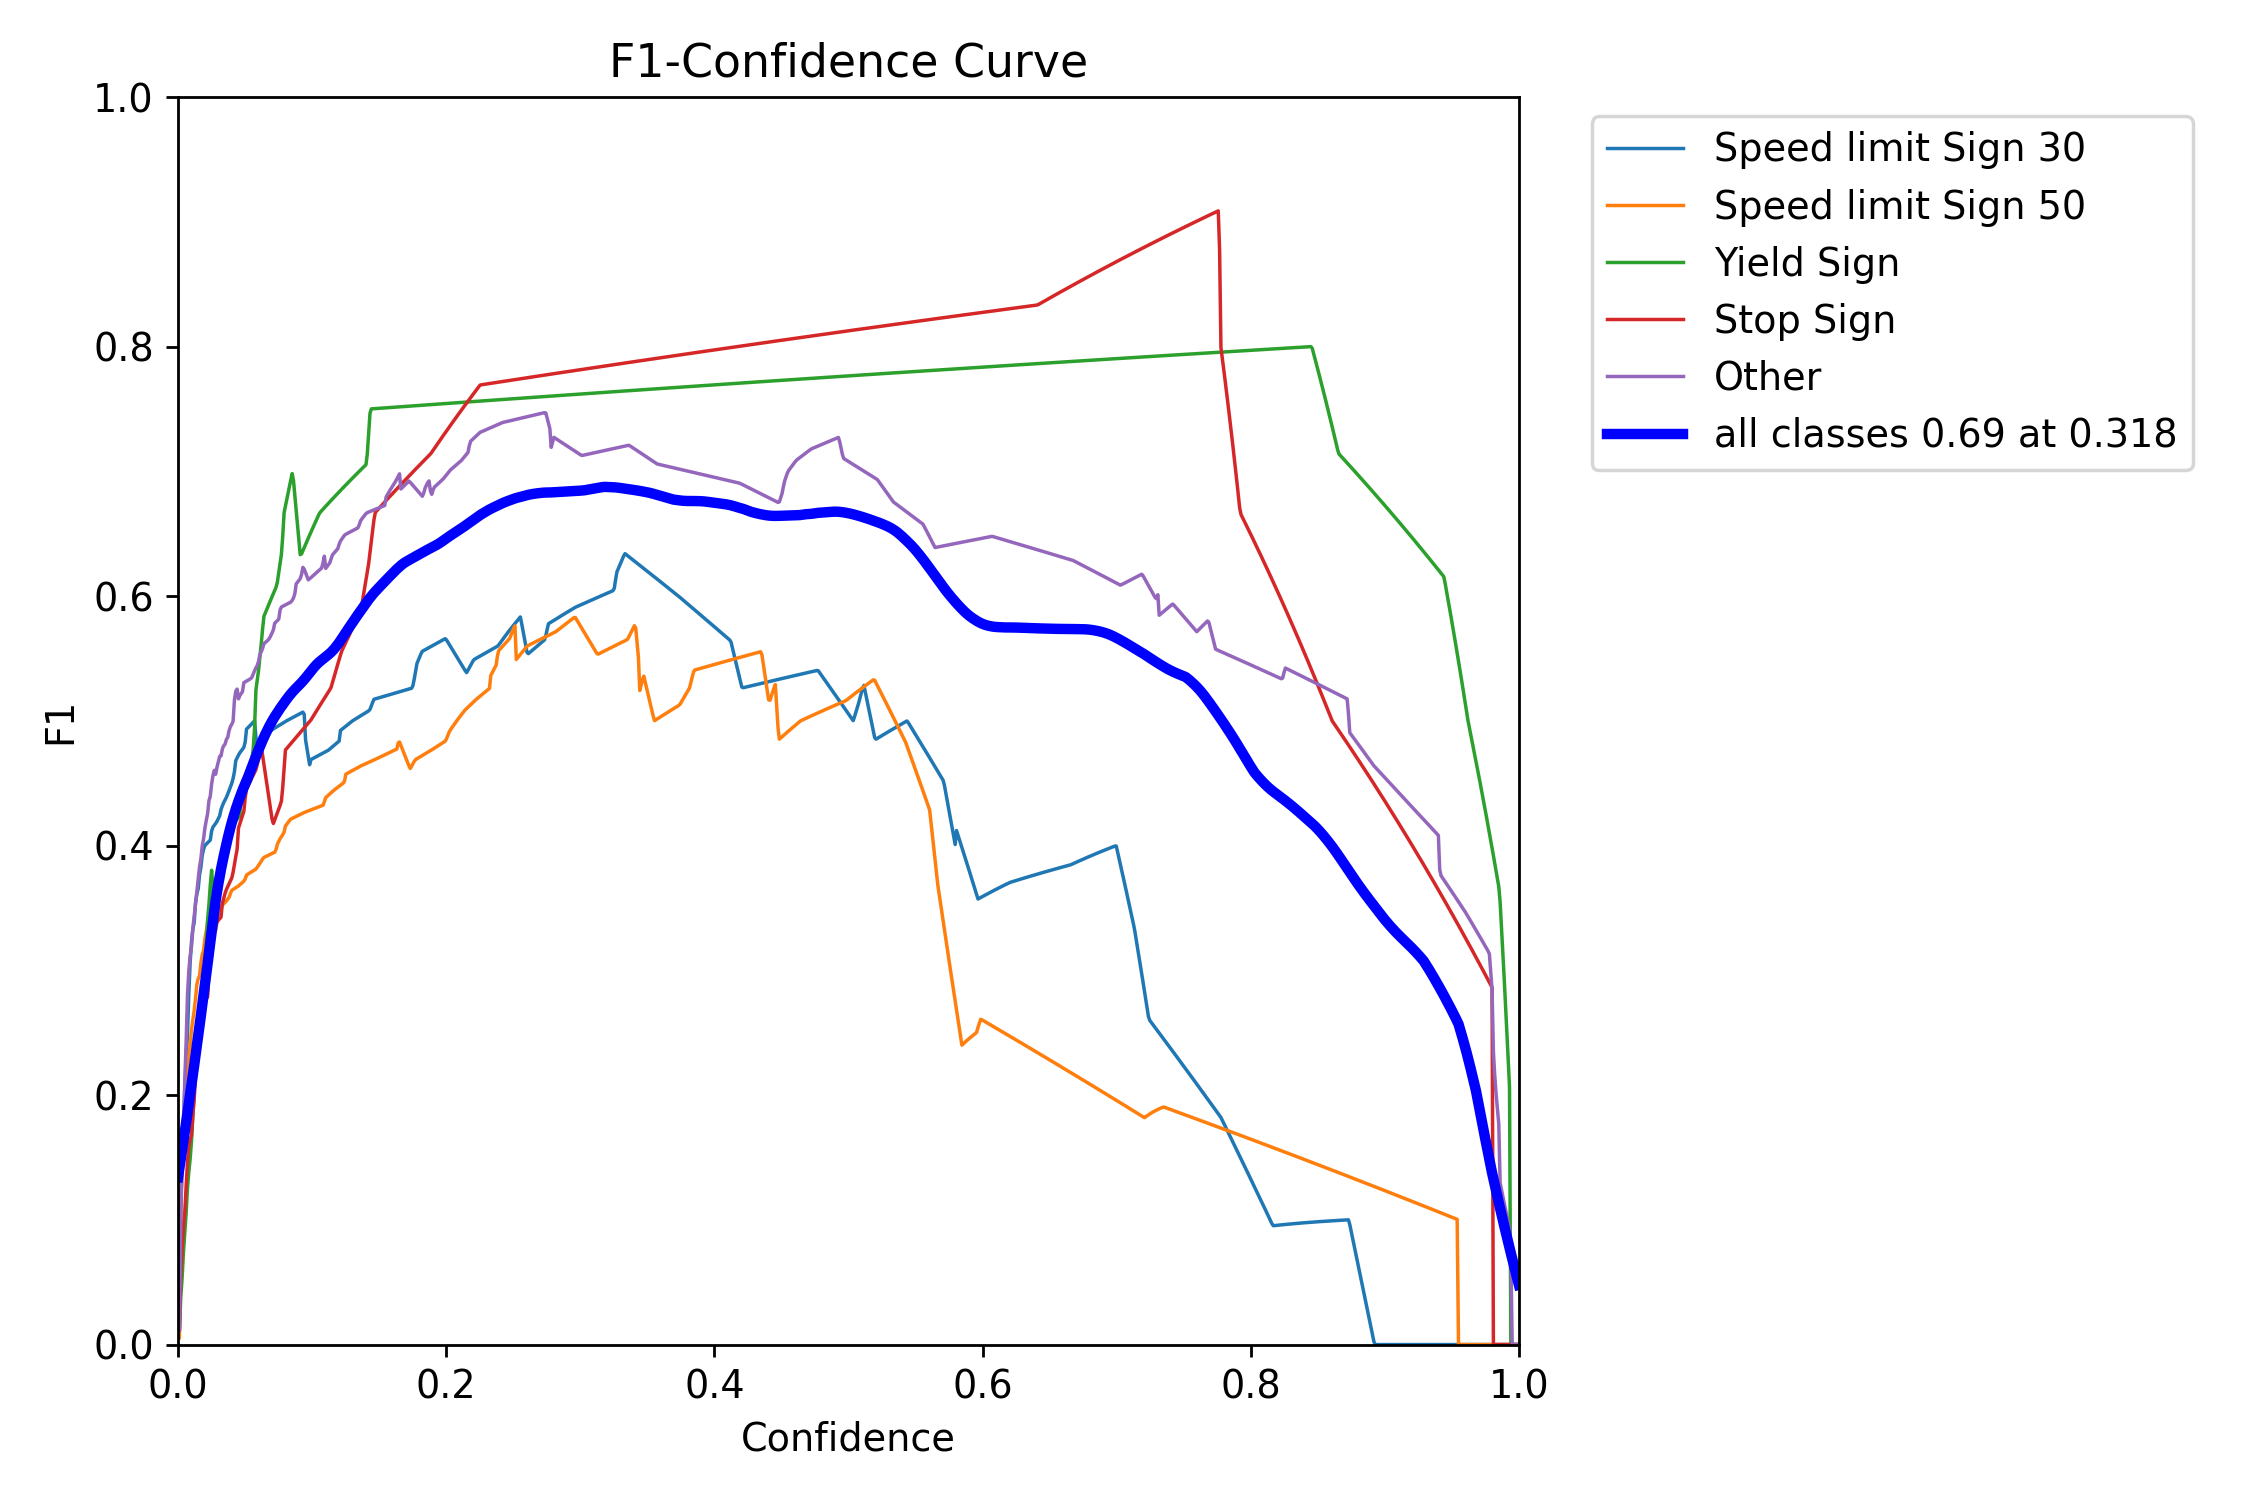 F1-Confidence Curve
F1
1.0
0.8
0.6
0.4
0.2
0.0
0.0 0.2 0.4 0.6 0.8 1.0
Confidence
Speed limit Sign 30
Speed limit Sign 50
Yield Sign
Stop Sign
Other
all classes 0.69 at 0.318